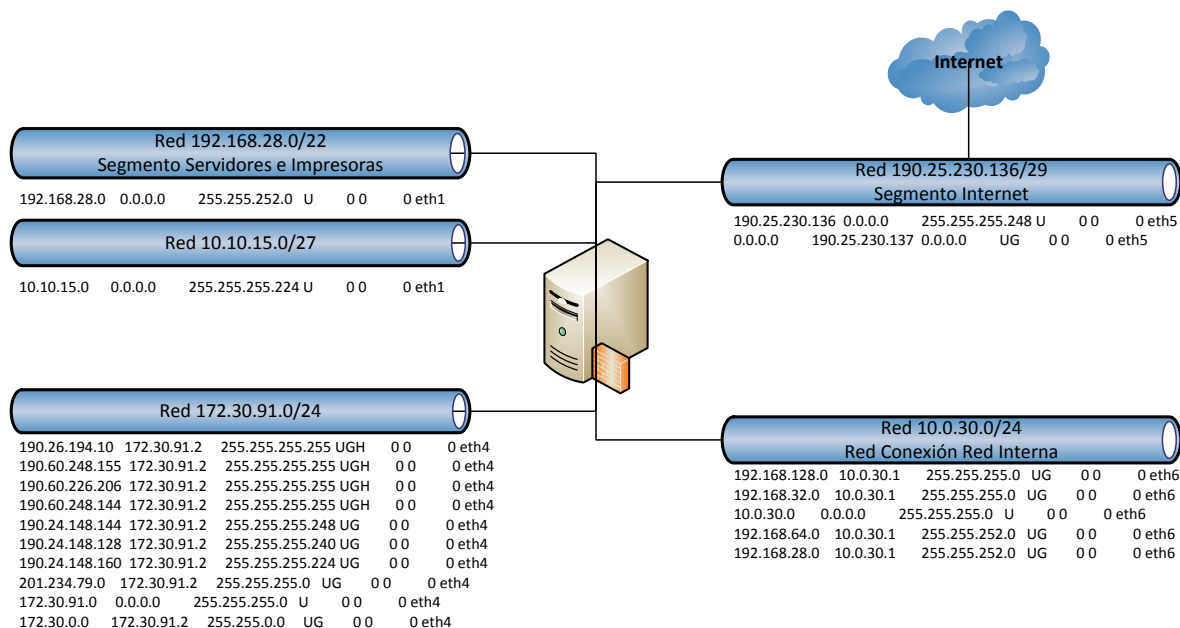 Internet
Red 192.168.28.0/22
Segmento Servidores e Impresoras
192.168.28.0 0.0.0.0 255.255.252.0 U 0 0 0 eth1
Red 10.10.15.0/27
10.10.15.0 0.0.0.0 255.255.255.224 U 0 0 0 eth1
Red 190.25.230.136/29
Segmento Internet
190.25.230.136 0.0.0.0 255.255.255.248 U 0 0 0 eth5
0.0.0.0 190.25.230.137 0.0.0.0 UG 0 0 0 eth5
Red 172.30.91.0/24
190.26.194.10 172.30.91.2 255.255.255.255 UGH 0 0 0 eth4
190.60.248.155 172.30.91.2 255.255.255.255 UGH 0 0 0 eth4
190.60.226.206 172.30.91.2 255.255.255.255 UGH 0 0 0 eth4
190.60.248.144 172.30.91.2 255.255.255.255 UGH 0 0 0 eth4
190.24.148.144 172.30.91.2 255.255.255.248 UG 0 0 0 eth4
190.24.148.128 172.30.91.2 255.255.255.240 UG 0 0 0 eth4
190.24.148.160 172.30.91.2 255.255.255.224 UG 0 0 0 eth4
201.234.79.0 172.30.91.2 255.255.255.0 UG 0 0 0 eth4
172.30.91.0 0.0.0.0 255.255.255.0 U 0 0 0 eth4
172.30.0.0 172.30.91.2 255.255.0.0 UG 0 0 0 eth4
Red 10.0.30.0/24
Red Conexión Red Interna
192.168.128.0 10.0.30.1 255.255.255.0 UG 0 0 0 eth6
192.168.32.0 10.0.30.1 255.255.255.0 UG 0 0 0 eth6
10.0.30.0 0.0.0.0 255.255.255.0 U 0 0 0 eth6
192.168.64.0 10.0.30.1 255.255.252.0 UG 0 0 0 eth6
192.168.28.0 10.0.30.1 255.255.252.0 UG 0 0 0 eth6